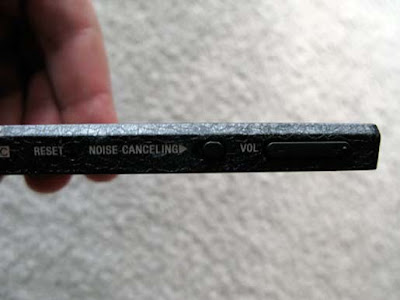 C RESET NOISE CANCELING VOL